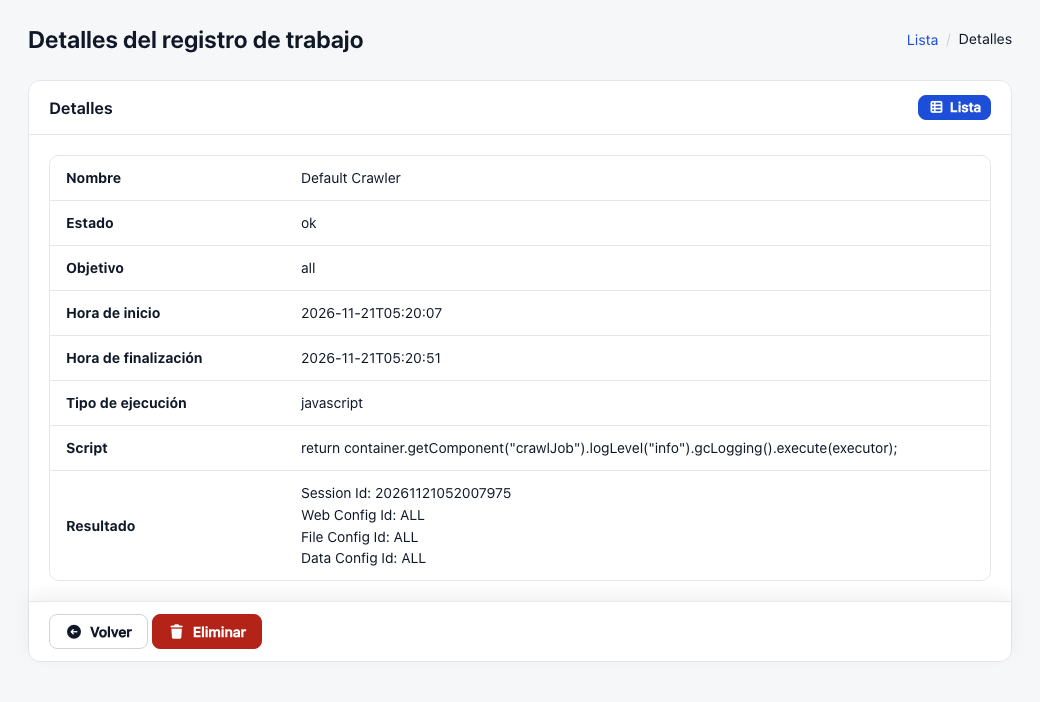 Detalles del registro de trabajo
Lista / Detalles
Detalles
Lista
Nombre Default Crawler
Estado ok
Objetivo all
Hora de inicio 2026-11-21T05:20:07
Hora de finalización 2026-11-21T05:20:51
Tipo de ejecución javascript
Script return container.getComponent("crawlJob").logLevel("info").gcLogging().execute(executor);
Resultado
Session Id: 20261121052007975
Web Config Id: ALL
File Config Id: ALL
Data Config Id: ALL
Volver Eliminar